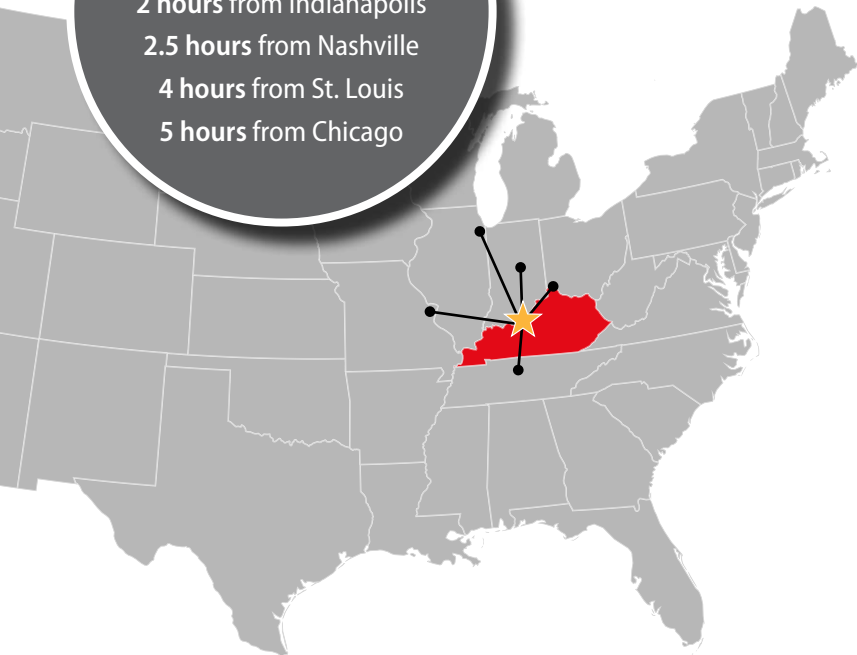 2 hours from Indianapolis
2.5 hours from Nashville
4 hours from St. Louis
5 hours from Chicago